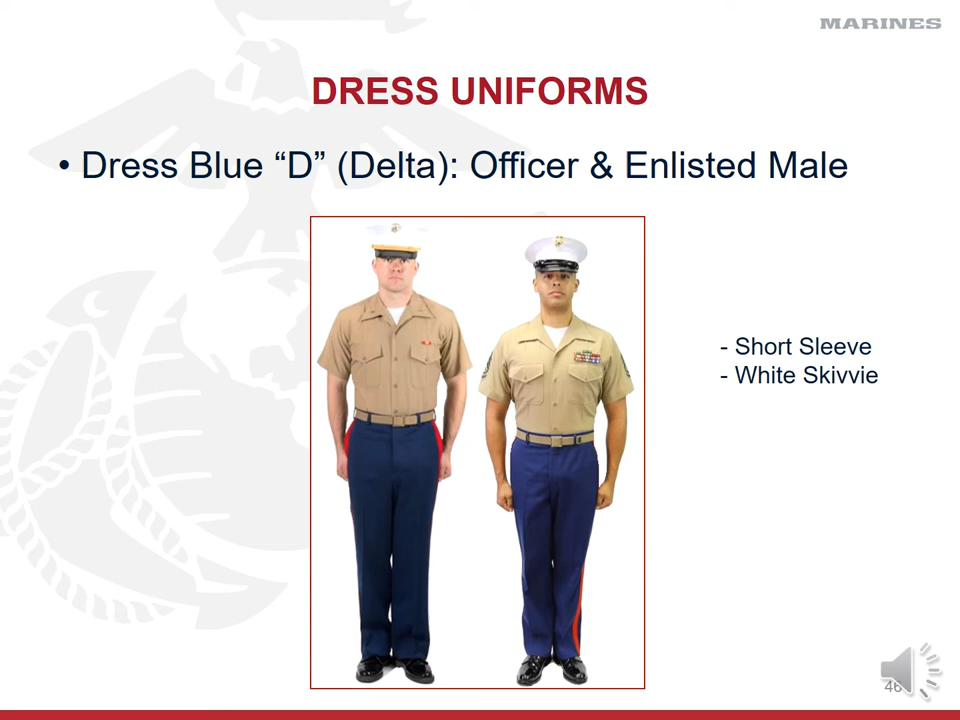 MARINES
DRESS UNIFORMS
• Dress Blue “D” (Delta): Officer & Enlisted Male
- Short Sleeve
- White Skivvie
46